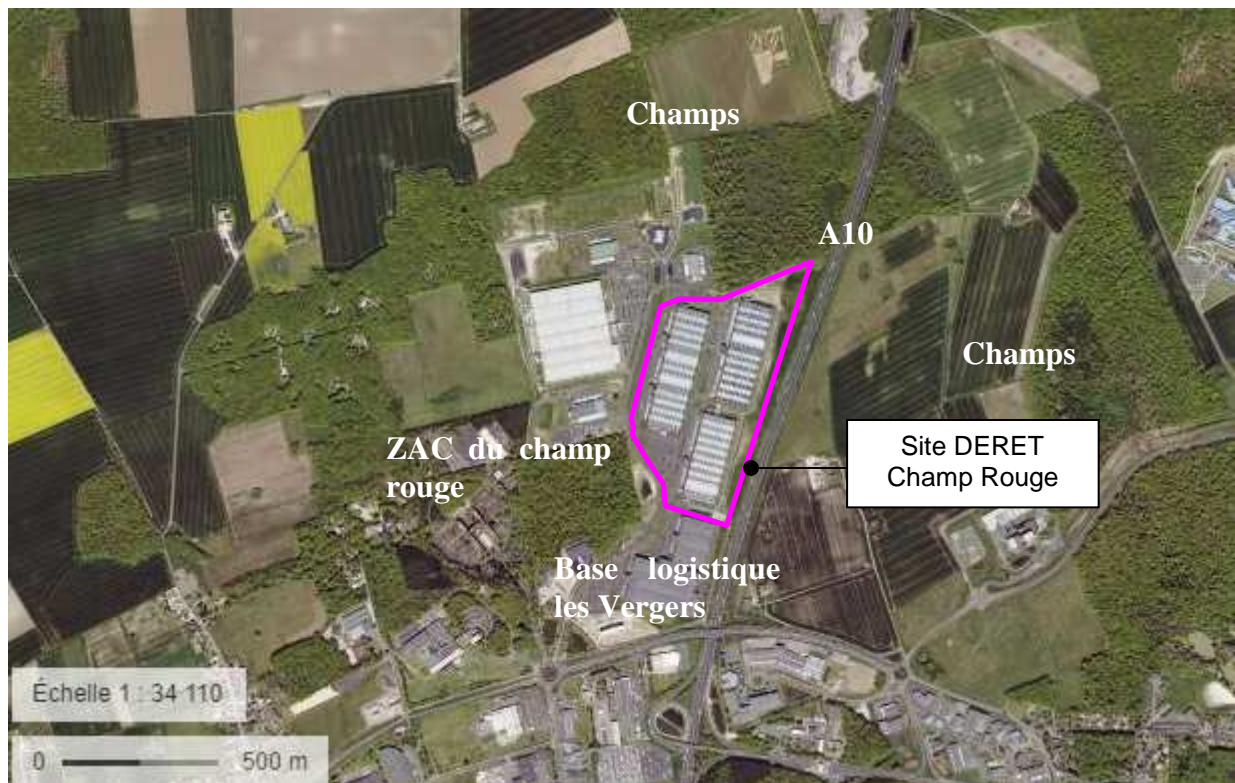 Champs
A10
Champs
ZAC du champ
rouge
Site DERET
Champ Rouge
Base logistique
les Vergers
Échelle 1 : 34 110
0 500 m